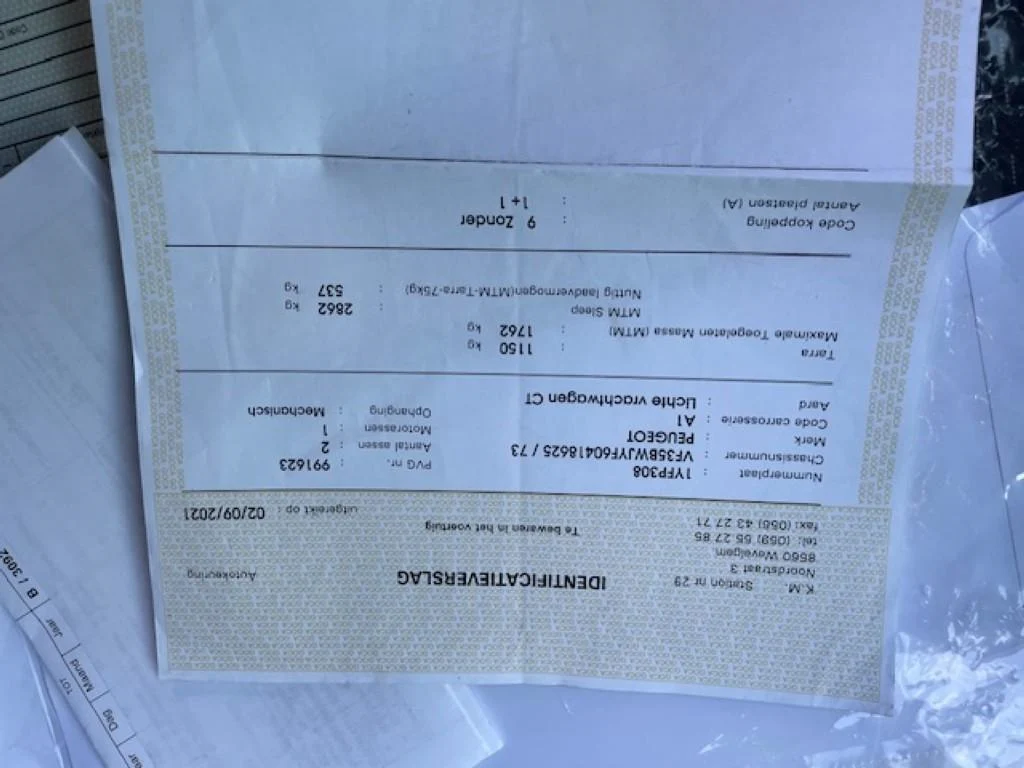 K.M. Station nr 29
Noordstraat 3
8560 Wevelgem
tel: (059) 55 27 85
fax: (056) 43 27 71
IDENTIFICATIEVERSLAG
Te bewaren in het voertuig
Autokeuring
uitgereikt op : 02/09/2021
Nummerplaat : 1YFP308
PVG nr. : 991623
Chassisnummer : VF35BWJYF60418625 / 73
Aantal assen : 2
Merk : PEUGEOT
Motorassen : 1
Code carrosserie : A1
Ophanging : Mechanisch
Aard : Lichte vrachtwagen CT
Tarra : 1150 kg
Maximale Toegelaten Massa (MTM) : 1762 kg
MTM Sleep : 2862 kg
Nuttig laadvermogen(MTM-Tarra-75kg) : 537 kg
Code koppeling : 9 Zonder
Aantal plaatsen (A) : 1+1
B / 3092
Jaar
Maand
Dag
TOT